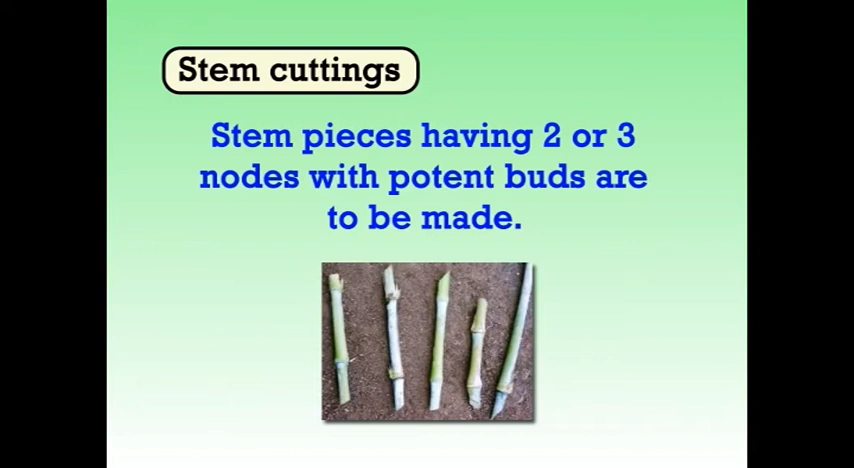 Stem cuttings
Stem pieces having 2 or 3
nodes with potent buds are
to be made.